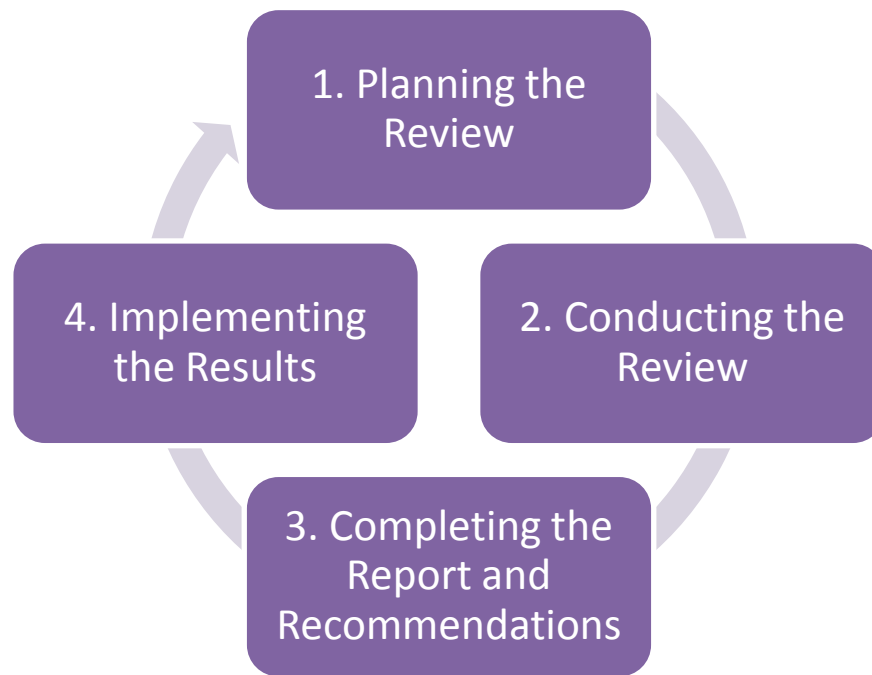 1. Planning the
Review
2. Conducting the
Review
3. Completing the
Report and
Recommendations
4. Implementing
the Results